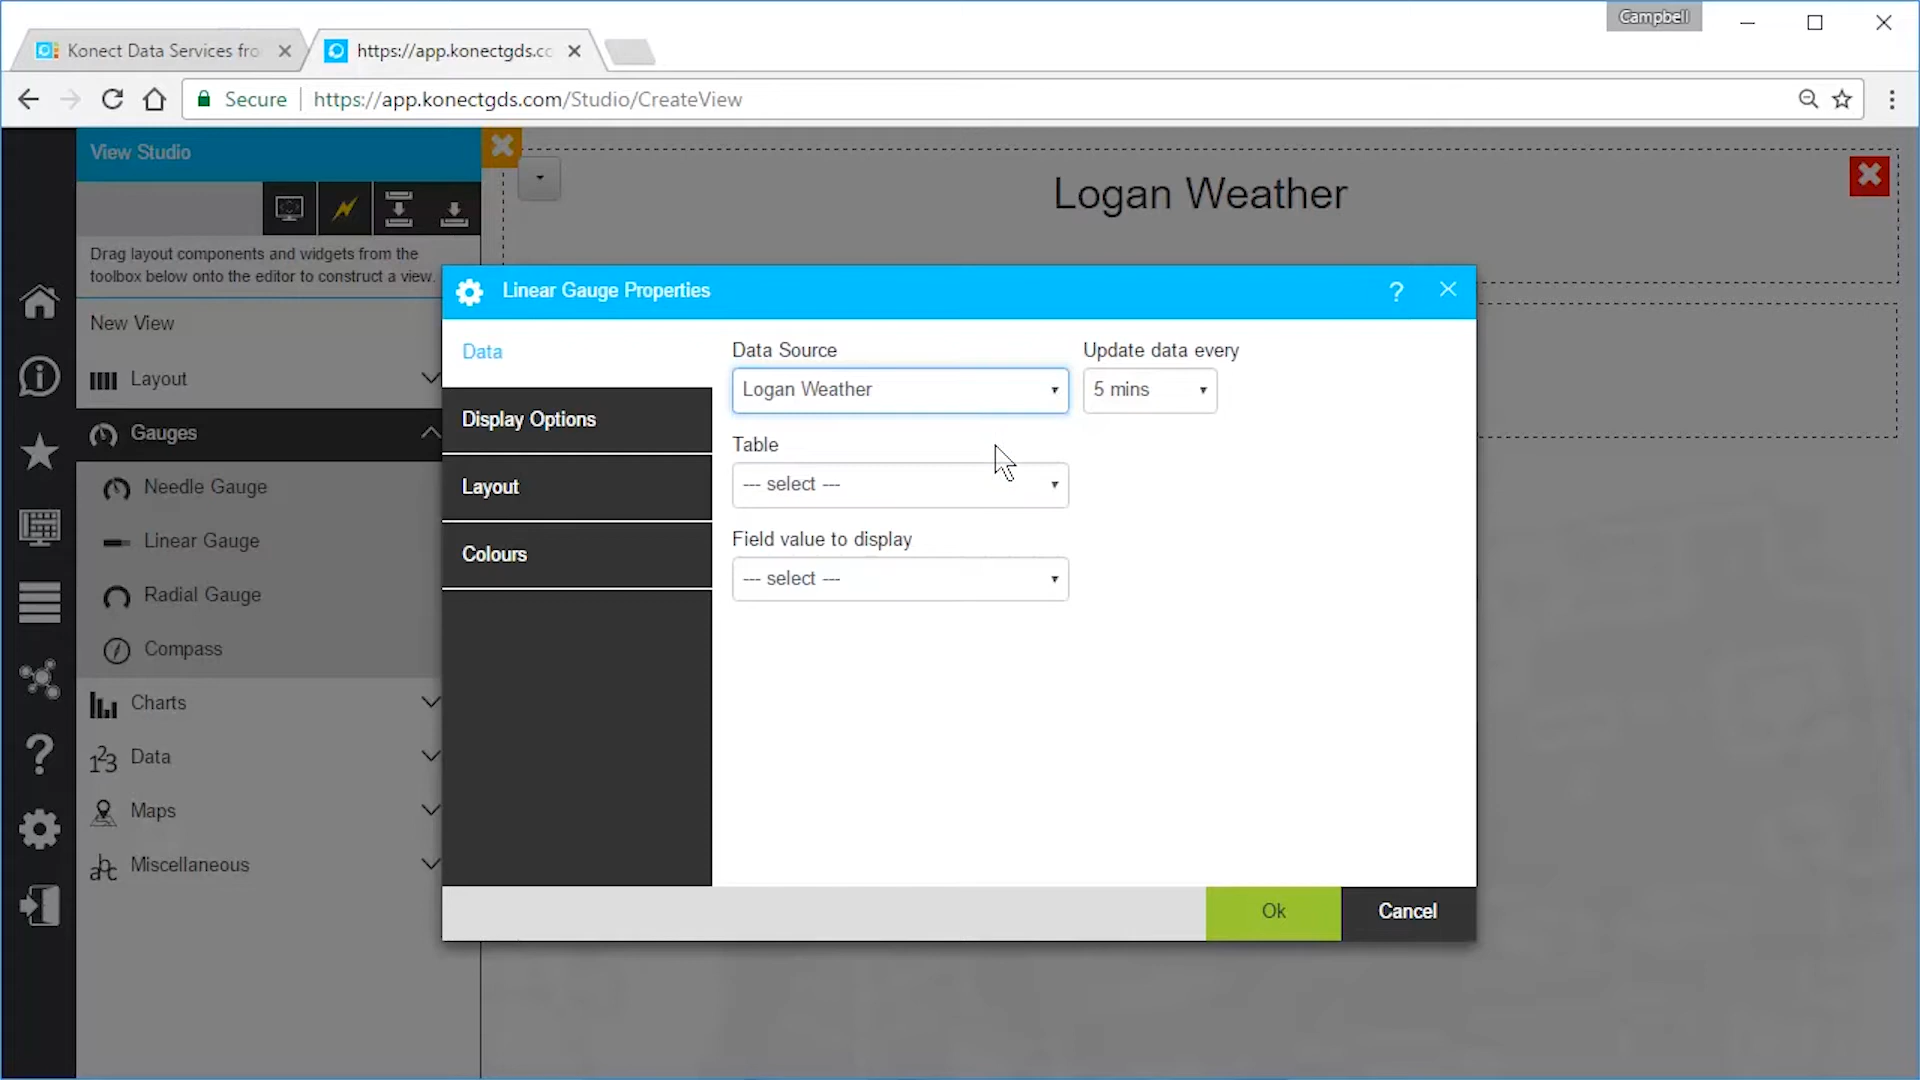 Campbell
Konect Data Services fro
https://app.konectgds.co
Secure
https://app.konectgds.com/Studio/CreateView
View Studio
Logan Weather
Drag layout components and widgets from the
toolbox below onto the editor to construct a view.
New View
Layout
Gauges
Needle Gauge
Linear Gauge
Radial Gauge
Compass
Charts
123
Data
Maps
abc
Miscellaneous
Linear Gauge Properties
?
Data
Display Options
Layout
Colours
Data Source
Update data every
Logan Weather
5 mins
Table
--- select ---
Field value to display
--- select ---
Ok
Cancel